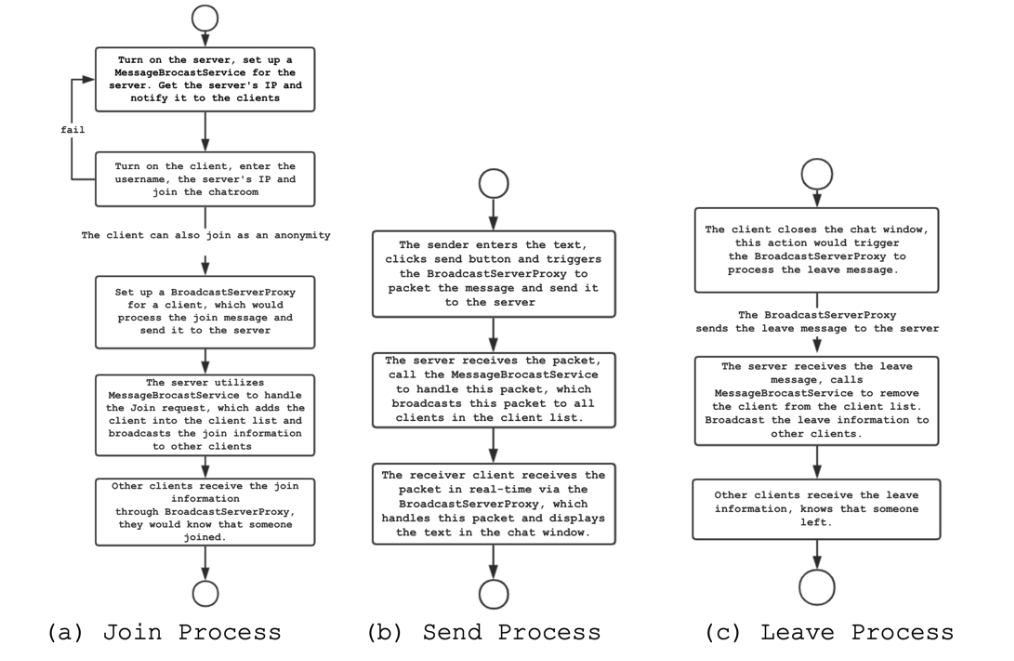 Turn on the server, set up a
MessageBrocastService for the
server. Get the server's IP and
notify it to the clients
fail
Turn on the client, enter the
username, the server's IP and
join the chatroom
The client can also join as an anonymity
Set up a BroadcastServerProxy
for a client, which would
process the join message and
send it to the server
The server utilizes
MessageBrocastService to handle
the Join request, which adds the
client into the client list and
broadcasts the join information
to other clients
Other clients receive the join
information
through BroadcastServerProxy,
they would know that someone
joined.
(a) Join Process
The sender enters the text,
clicks send button and triggers
the BroadcastServerProxy to
packet the message and send it
to the server
The server receives the packet,
call the MessageBrocastService
to handle this packet, which
broadcasts this packet to all
clients in the client list.
The receiver client receives the
packet in real-time via the
BroadcastServerProxy, which
handles this packet and displays
the text in the chat window.
(b) Send Process
The client closes the chat window,
this action would trigger
the BroadcastServerProxy to
process the leave message.
The BroadcastServerProxy
sends the leave message to the server
The server receives the leave
message, calls
MessageBrocastService to remove
the client from the client list.
Broadcast the leave information to
other clients.
Other clients receive the leave
information, knows that someone
left.
(c) Leave Process